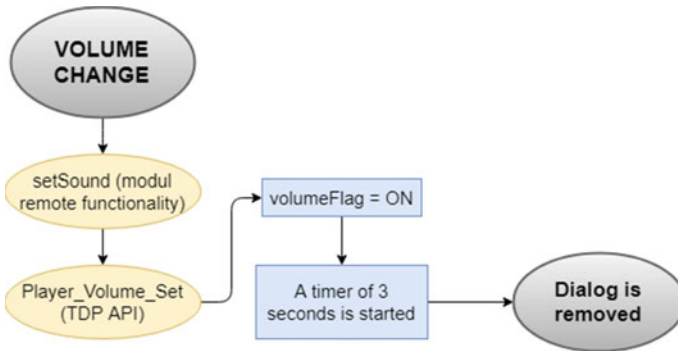 VOLUME
CHANGE
setSound (modul
remote functionality)
volumeFlag = ON
Player_Volume_Set
(TDP API)
A timer of 3
seconds is started
Dialog is
removed